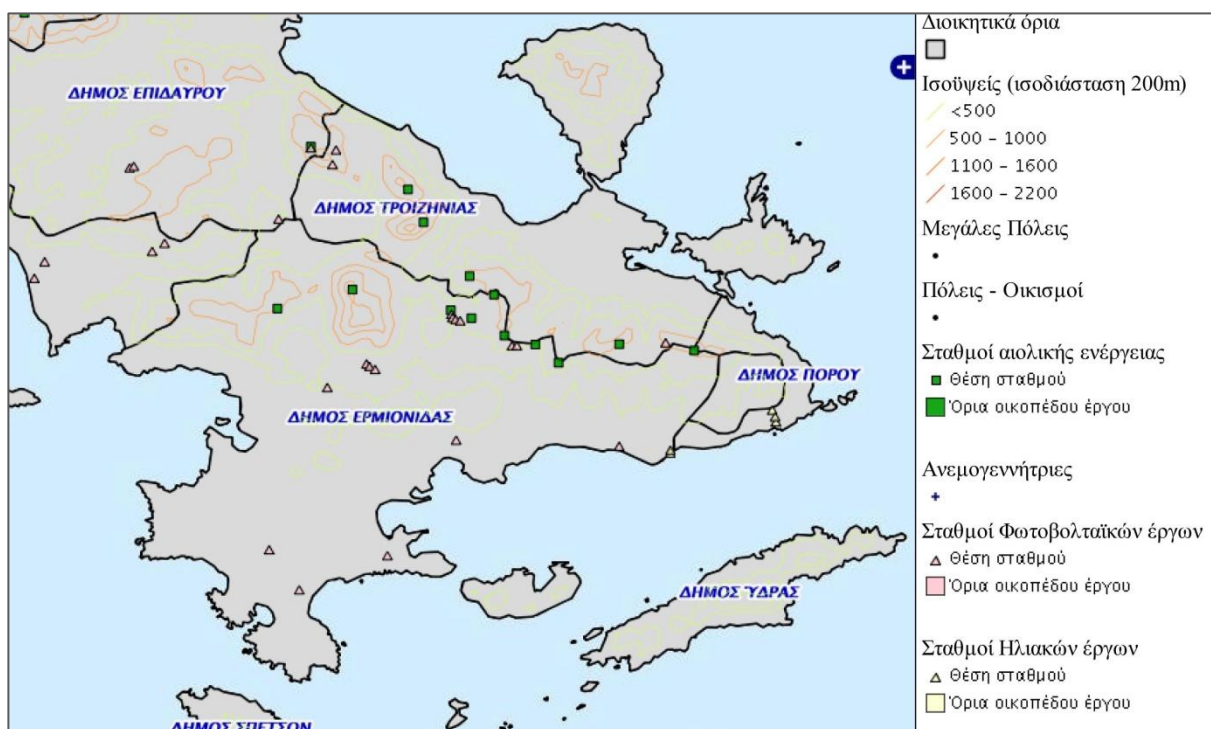 ΔΗΜΟΣ ΕΠΙΔΑΥΡΟΥ
ΔΗΜΟΣ ΤΡΟΙΖΗΝΙΑΣ
ΔΗΜΟΣ ΠΟΡΟΥ
ΔΗΜΟΣ ΕΡΜΙΟΝΙΔΑΣ
ΔΗΜΟΣ ΎΔΡΑΣ
ΔΗΜΟΣ ΣΠΕΤΣΩΝ
Διοικητικά όρια
Ισοϋψείς (ισοδιάσταση 200m)
<500
500 - 1000
1100 - 1600
1600 - 2200
Μεγάλες Πόλεις
Πόλεις - Οικισμοί
Σταθμοί αιολικής ενέργειας
Θέση σταθμού
Όρια οικοπέδου έργου
Ανεμογεννήτριες
Σταθμοί Φωτοβολταϊκών έργων
Θέση σταθμού
Όρια οικοπέδου έργου
Σταθμοί Ηλιακών έργων
Θέση σταθμού
Όρια οικοπέδου έργου